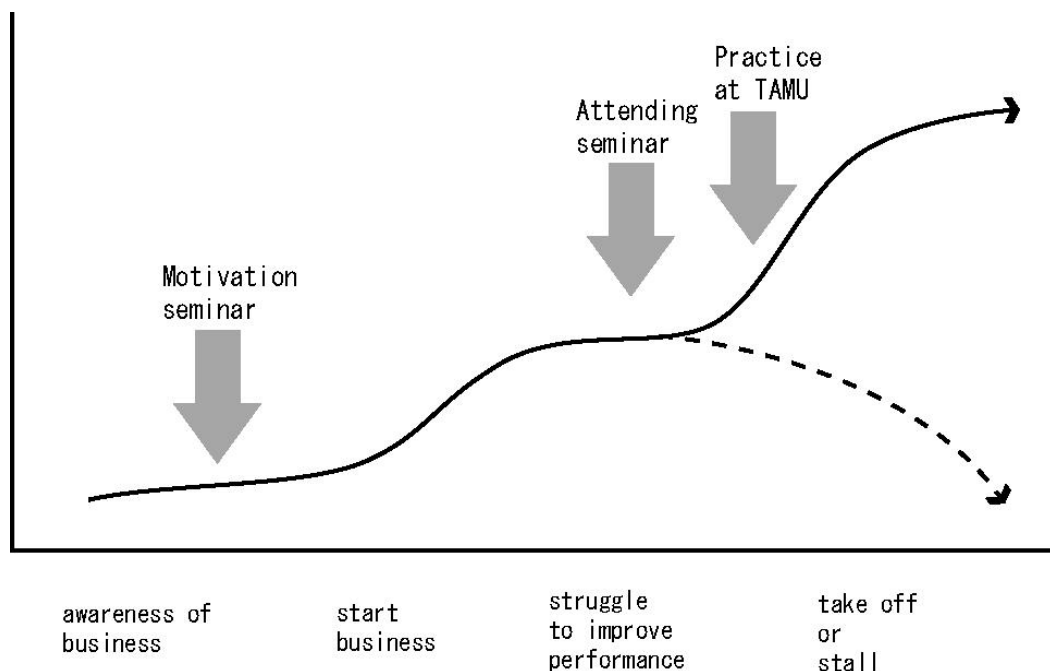 Practice
at TAMU
Attending
seminar
Motivation
seminar
awareness of
business
start
business
struggle
to improve
performance
take off
or
stall